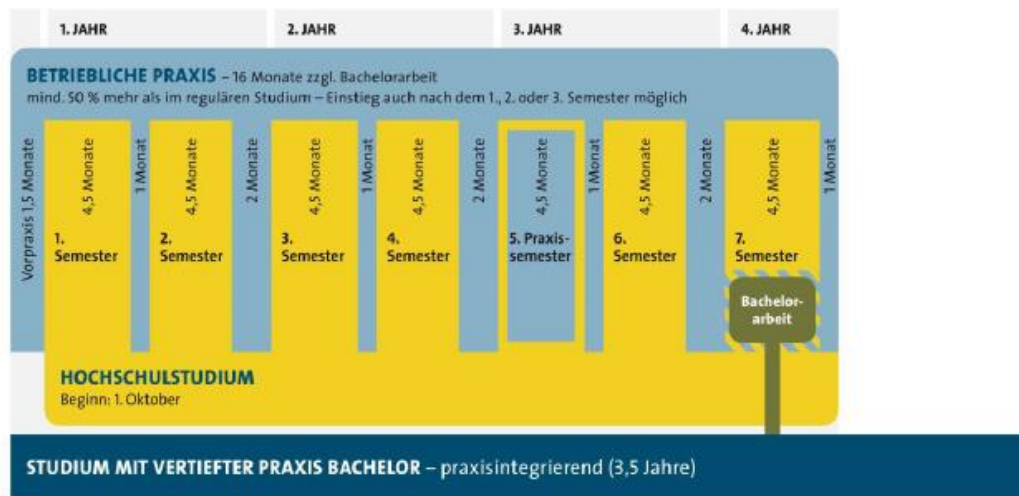 1. JAHR
2. JAHR
3. JAHR
4. JAHR
BETRIEBLICHE PRAXIS – 16 Monate zzgl. Bachelorarbeit
mind. 50 % mehr als im regulären Studium – Einstieg auch nach dem 1., 2. oder 3. Semester möglich
Vorpraxis 1,5 Monate
4,5 Monate
1 Monat
4,5 Monate
2 Monate
4,5 Monate
1 Monat
4,5 Monate
2 Monate
4,5 Monate
1 Monat
4,5 Monate
2 Monate
4,5 Monate
1 Monat
1.
Semester
2.
Semester
3.
Semester
4.
Semester
5. Praxis-
semester
6.
Semester
7.
Semester
Bachelor-
arbeit
HOCHSCHULSTUDIUM
Beginn: 1. Oktober
STUDIUM MIT VERTIEFTER PRAXIS BACHELOR – praxisintegrierend (3,5 Jahre)